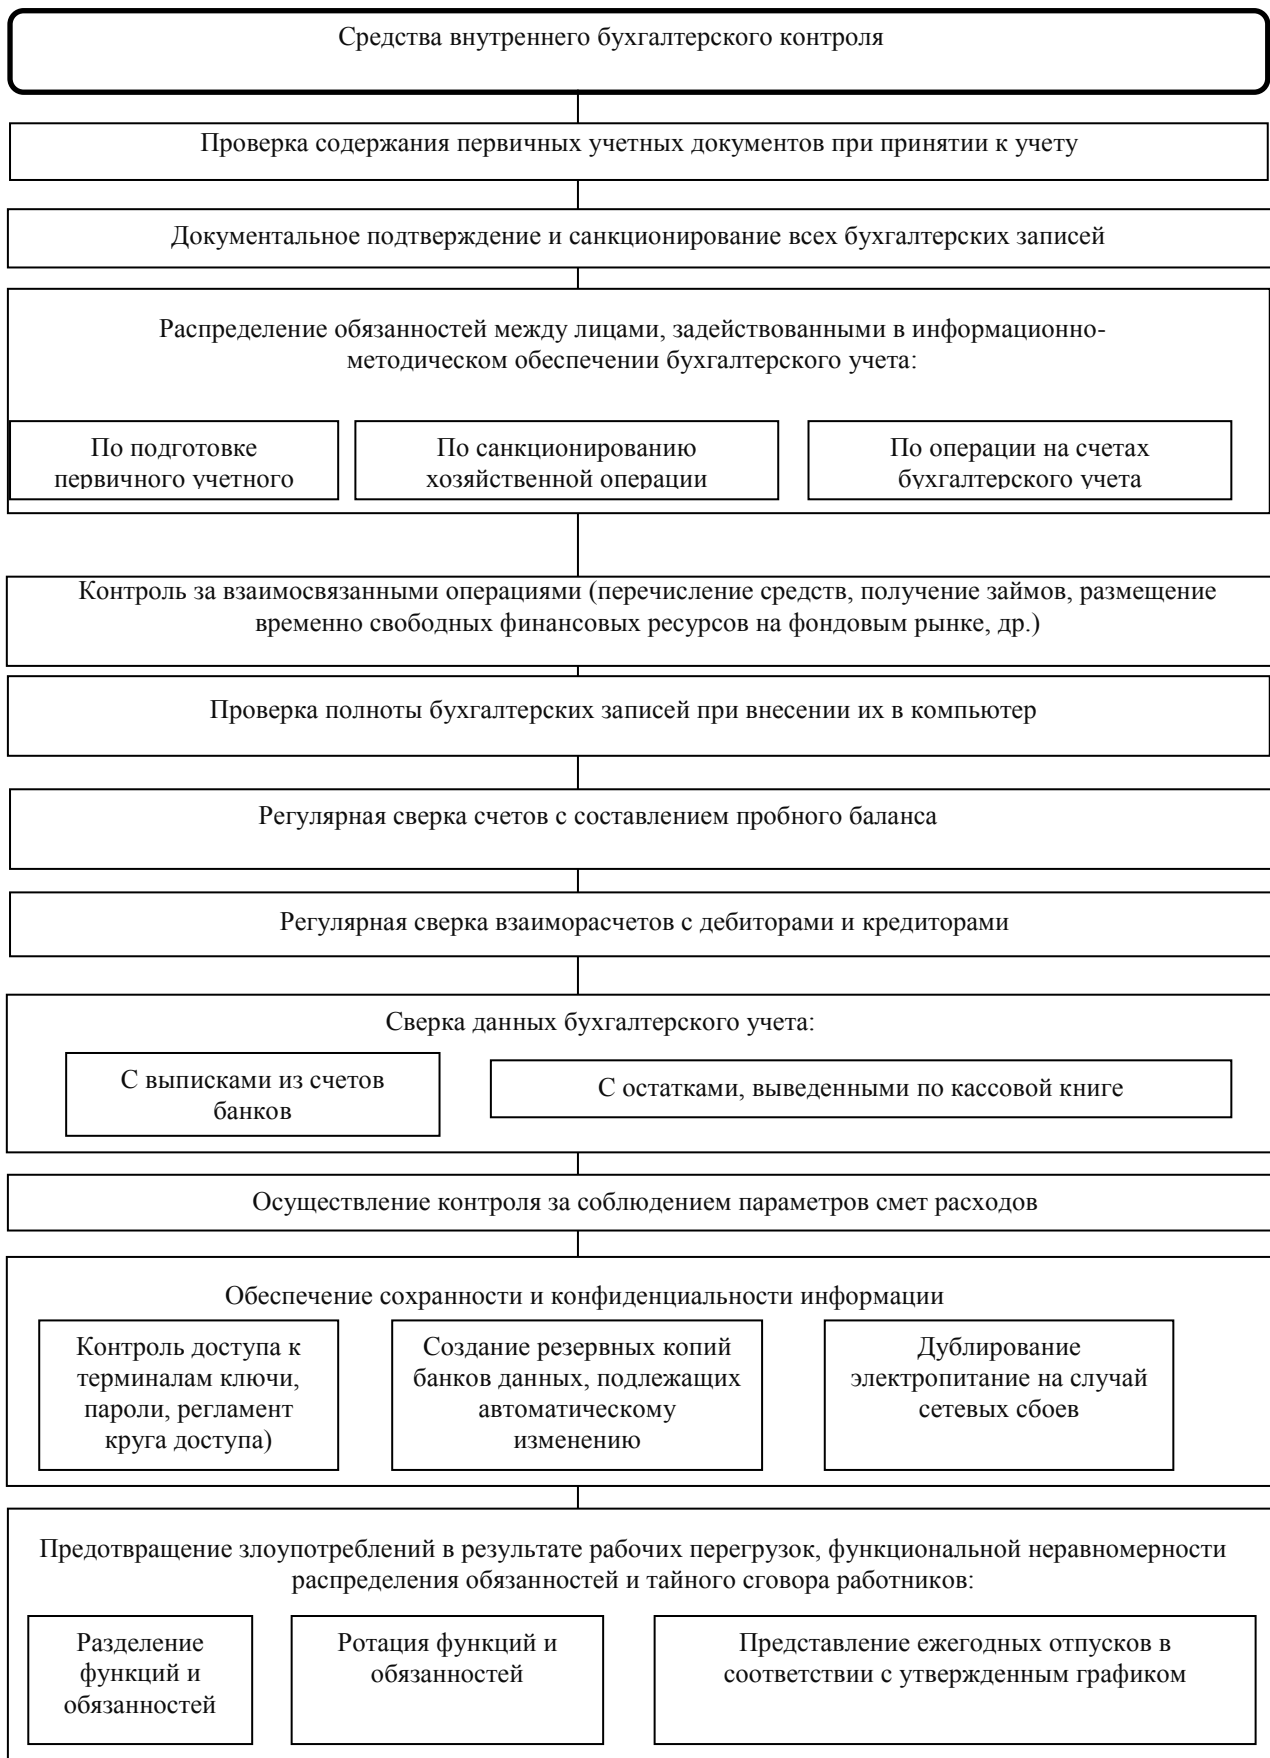 Средства внутреннего бухгалтерского контроля
Проверка содержания первичных учетных документов при принятии к учету
Документальное подтверждение и санкционирование всех бухгалтерских записей
Распределение обязанностей между лицами, задействованными в информационно-
методическом обеспечении бухгалтерского учета:
По подготовке
первичного учетного
По санкционированию
хозяйственной операции
По операции на счетах
бухгалтерского учета
Контроль за взаимосвязанными операциями (перечисление средств, получение займов, размещение
временно свободных финансовых ресурсов на фондовым рынке, др.)
Проверка полноты бухгалтерских записей при внесении их в компьютер
Регулярная сверка счетов с составлением пробного баланса
Регулярная сверка взаиморасчетов с дебиторами и кредиторами
Сверка данных бухгалтерского учета:
С выписками из счетов
банков
С остатками, выведенными по кассовой книге
Осуществление контроля за соблюдением параметров смет расходов
Обеспечение сохранности и конфиденциальности информации
Контроль доступа к
терминалам ключи,
пароли, регламент
круга доступа)
Создание резервных копий
банков данных, подлежащих
автоматическому
изменению
Дублирование
электропитание на случай
сетевых сбоев
Предотвращение злоупотреблений в результате рабочих перегрузок, функциональной неравномерности
распределения обязанностей и тайного сговора работников:
Разделение
функций и
обязанностей
Ротация функций и
обязанностей
Представление ежегодных отпусков в
соответствии с утвержденным графиком